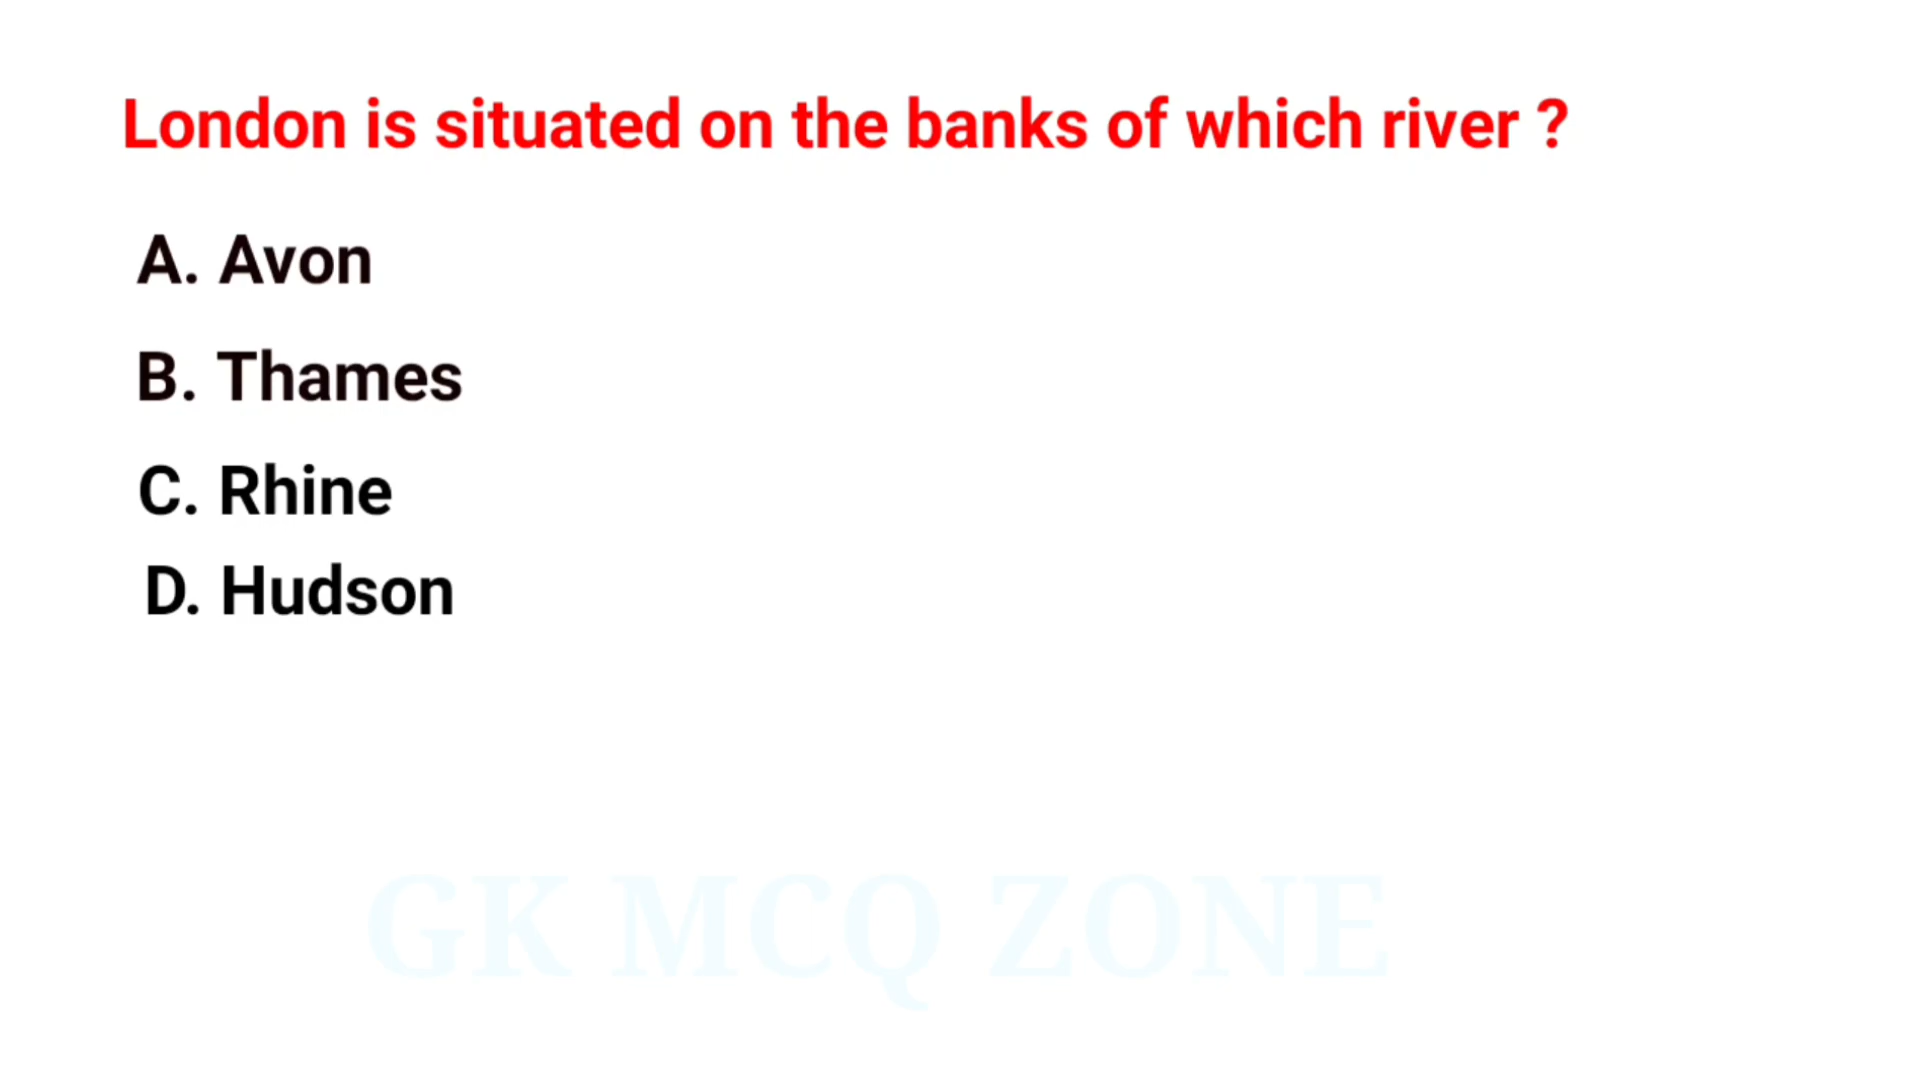 London is situated on the banks of which river ?
A. Avon
B. Thames
C. Rhine
D. Hudson
GK MCQ ZONE